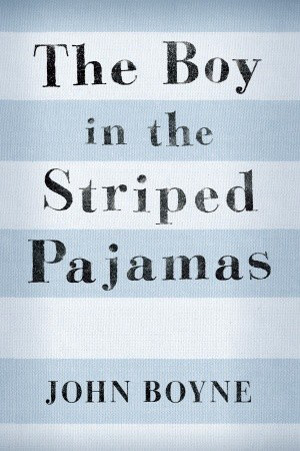 The Boy
in the
Striped
Pajamas
JOHN BOYNE